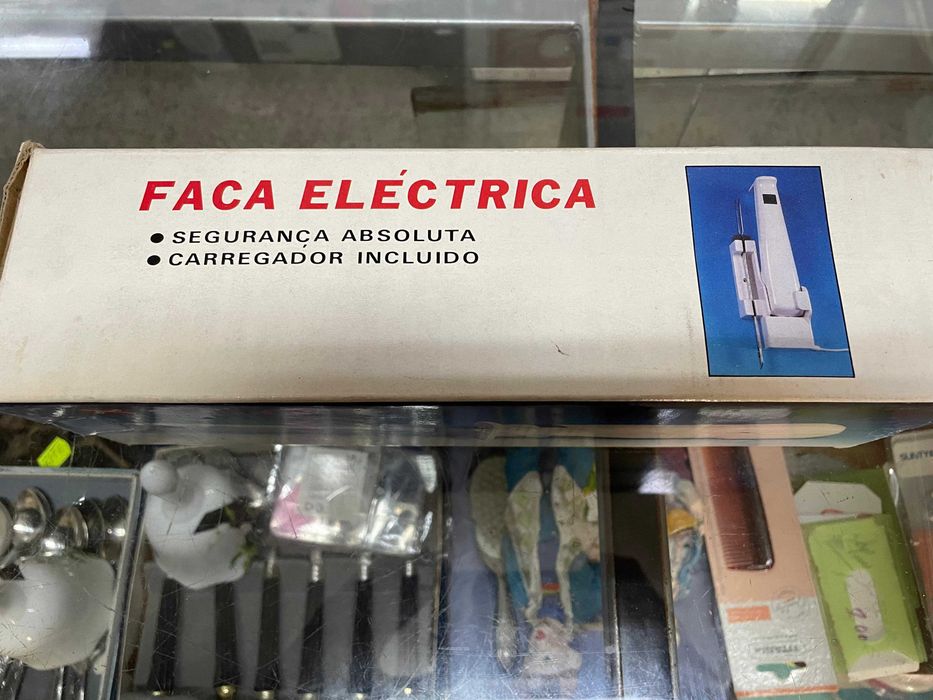 FACA ELÉCTRICA
● SEGURANÇA ABSOLUTA
● CARREGADOR INCLUIDO